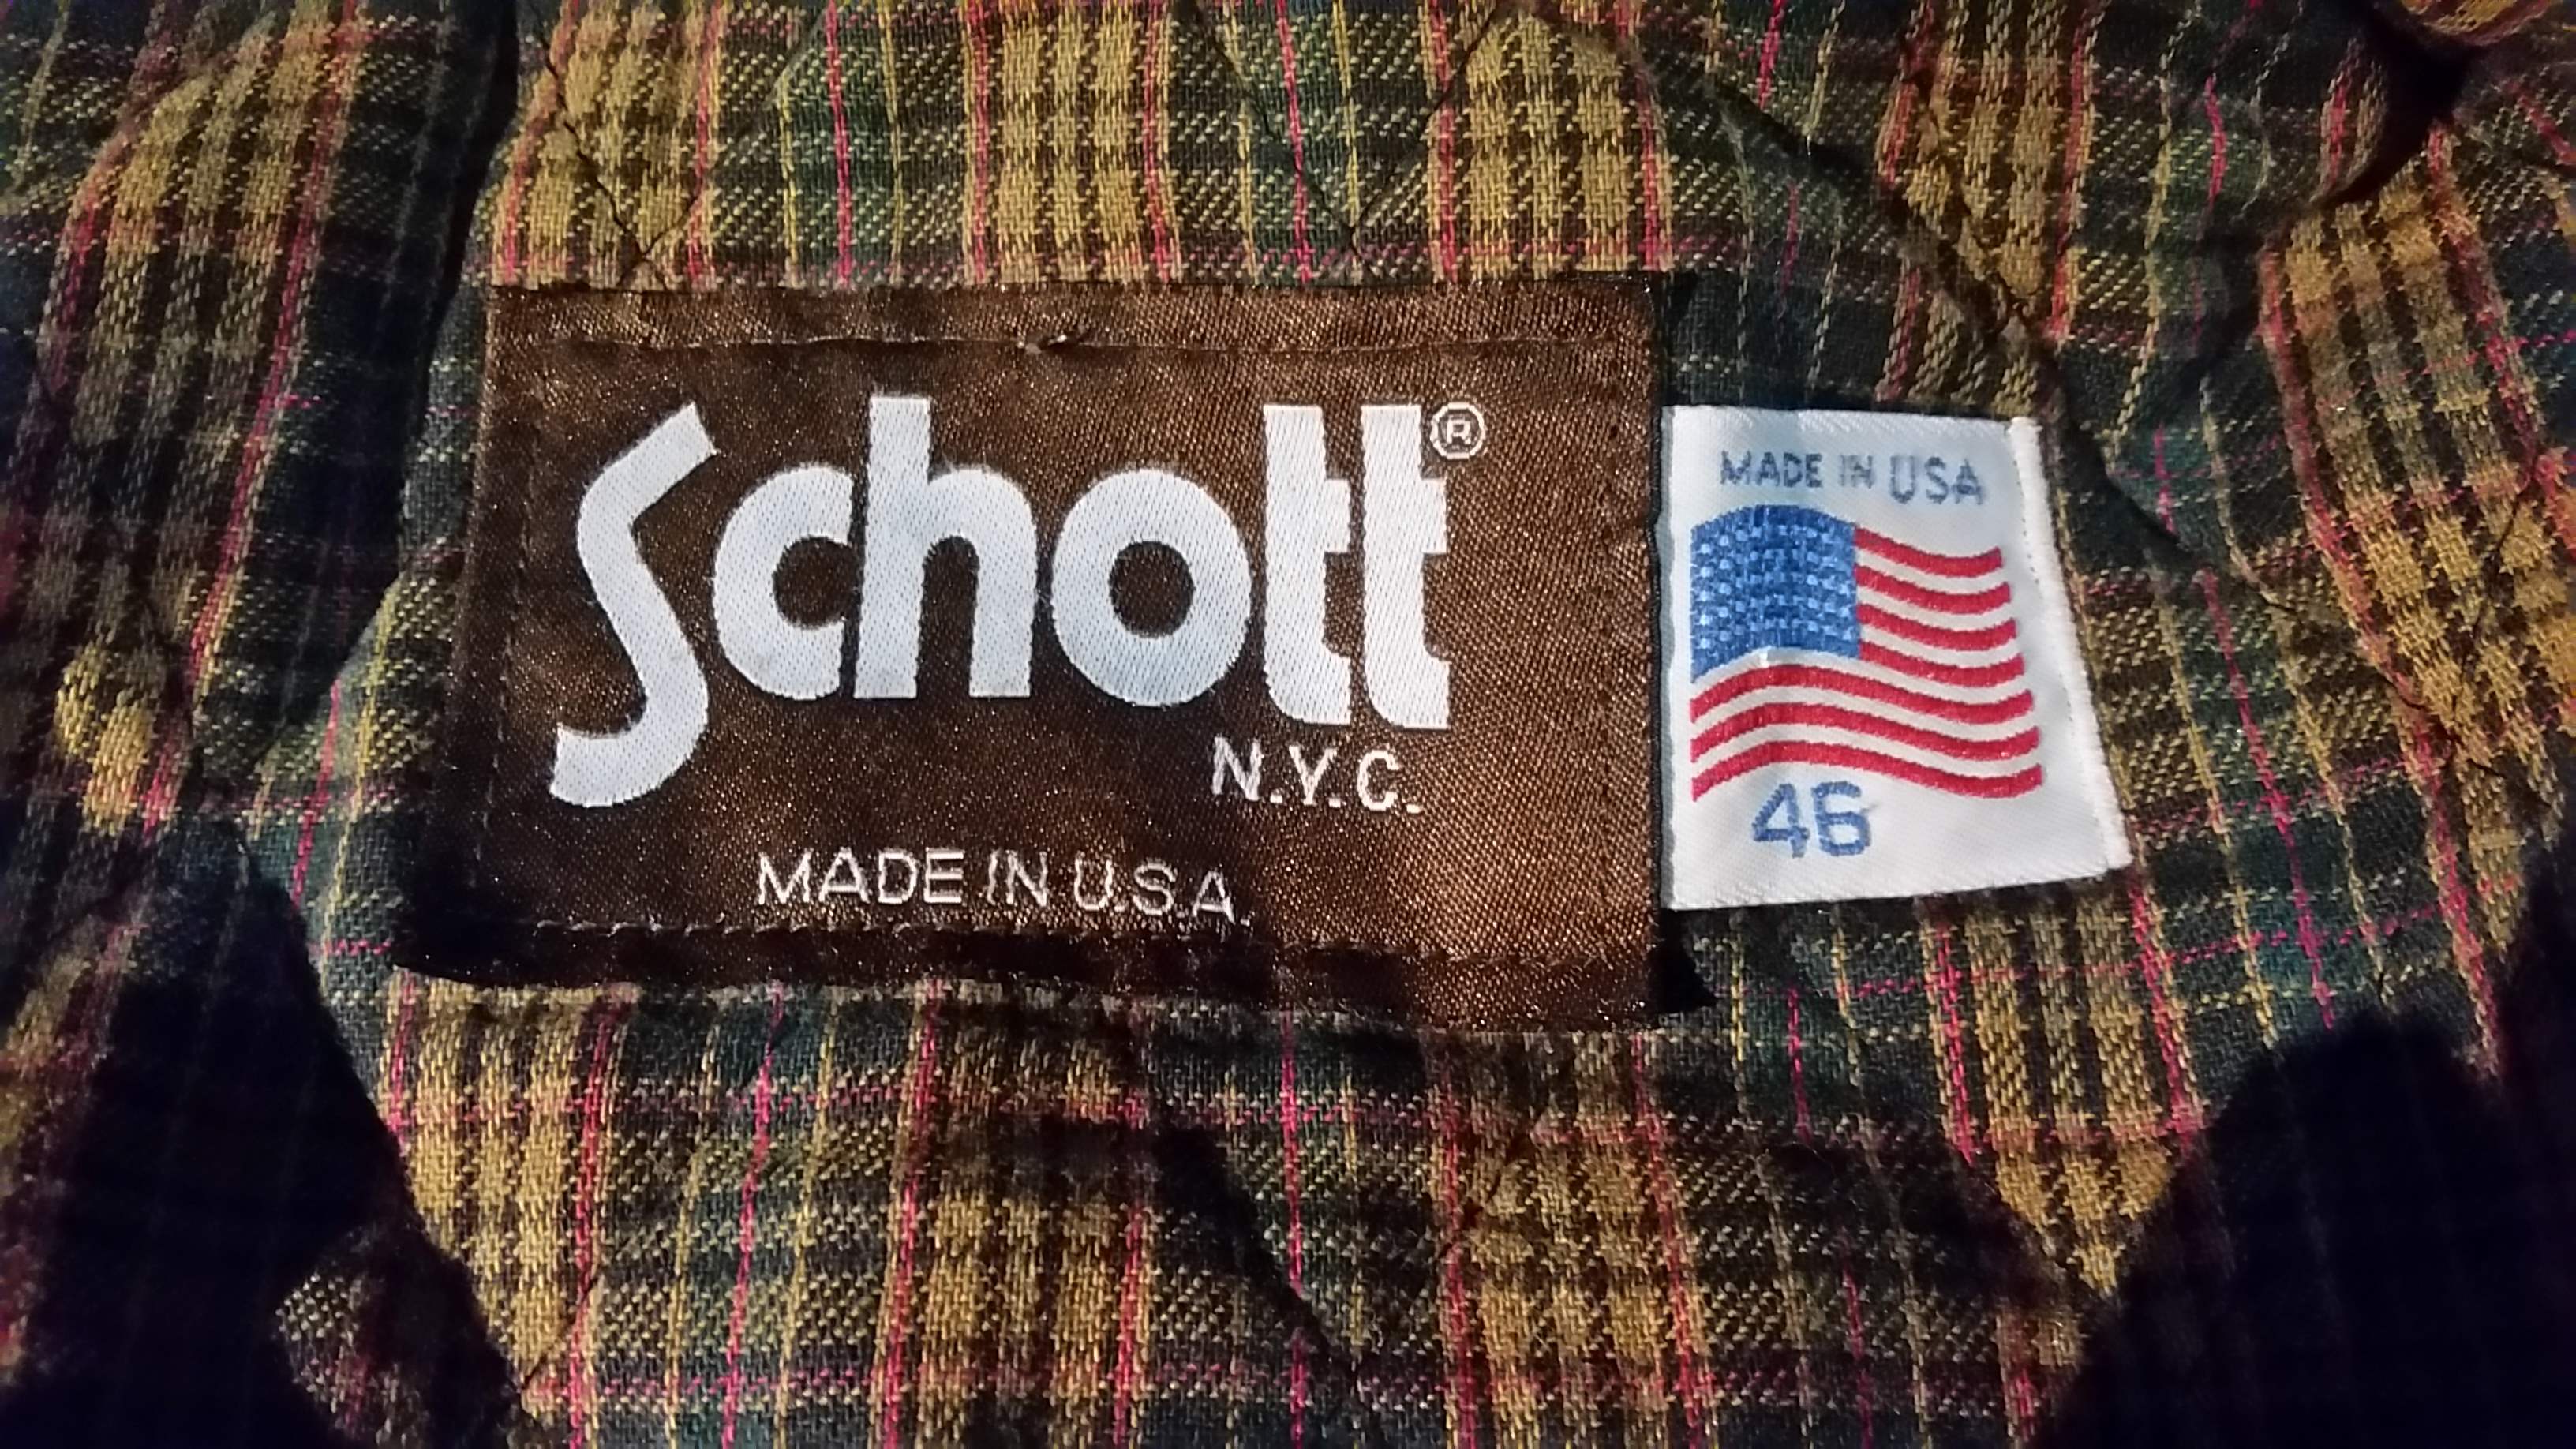 Schott®
N.Y.C.
MADE IN U.S.A.
MADE IN USA
46